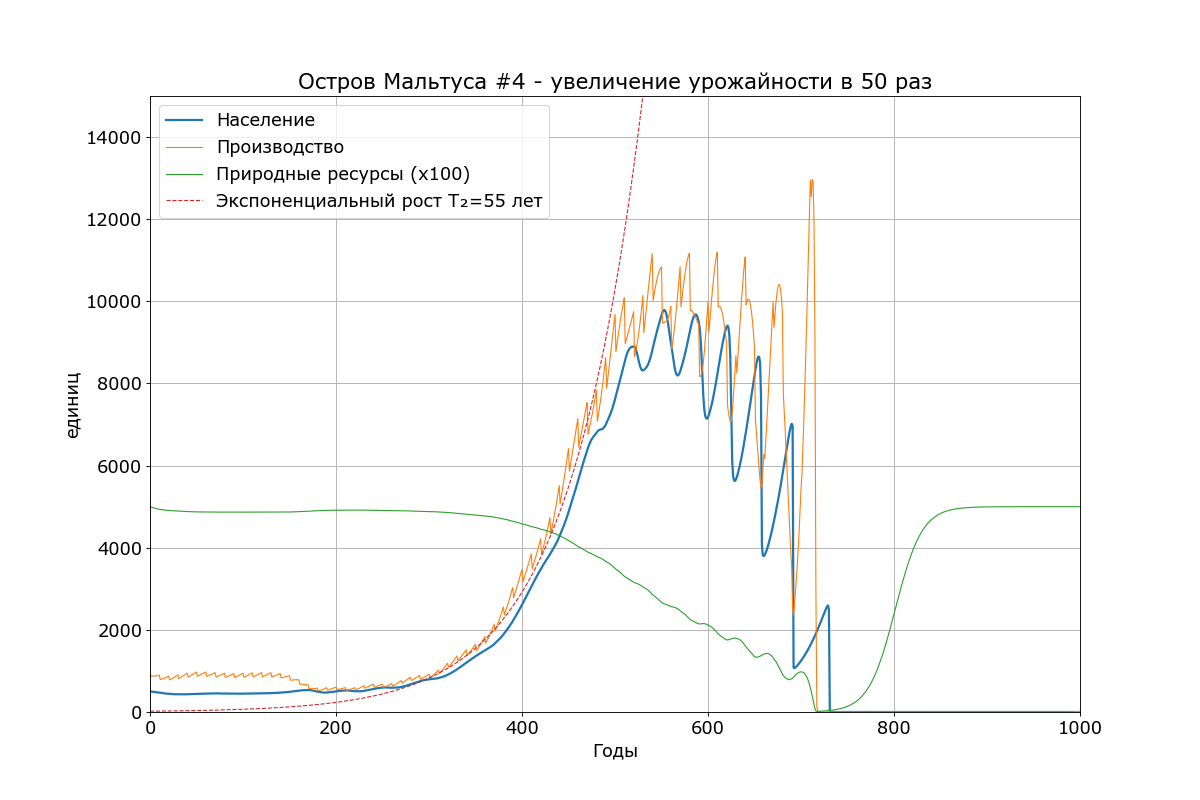 Остров Мальтуса #4 - увеличение урожайности в 50 раз
Население
Производство
Природные ресурсы (x100)
Экспоненциальный рост T₂=55 лет
14000
12000
10000
8000
6000
4000
2000
0
единиц
0 200 400 600 800 1000
Годы